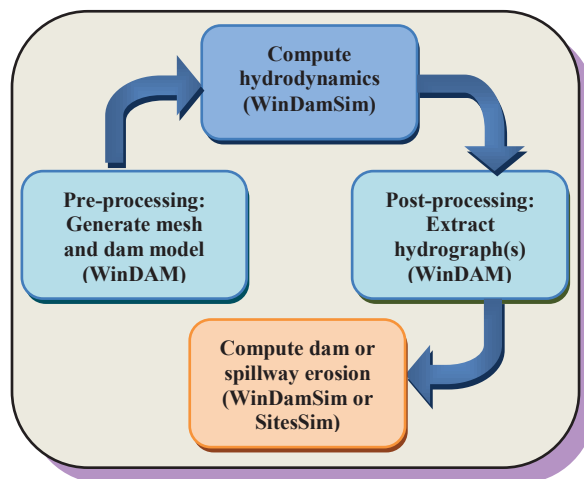 Compute
hydrodynamics
(WinDamSim)
Pre-processing:
Generate mesh
and dam model
(WinDAM)
Post-processing:
Extract
hydrograph(s)
(WinDAM)
Compute dam or
spillway erosion
(WinDamSim or
SitesSim)